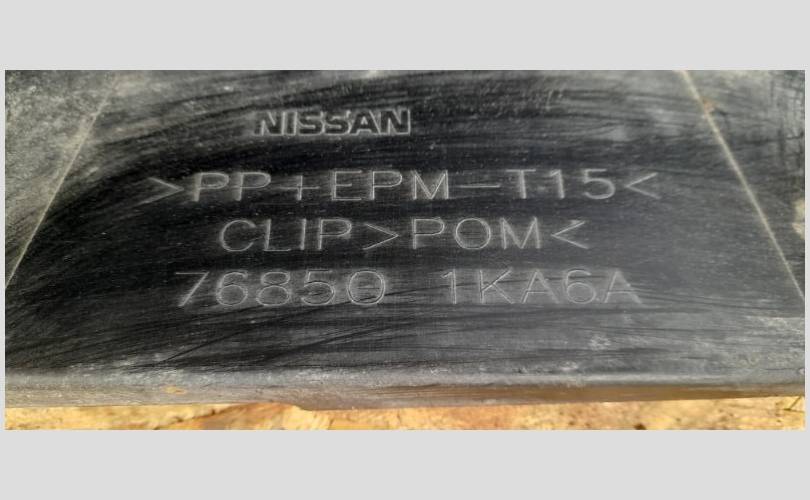 NISSAN
>PP+EPM-T15<
CLIP>POM<
76850 1KA6A